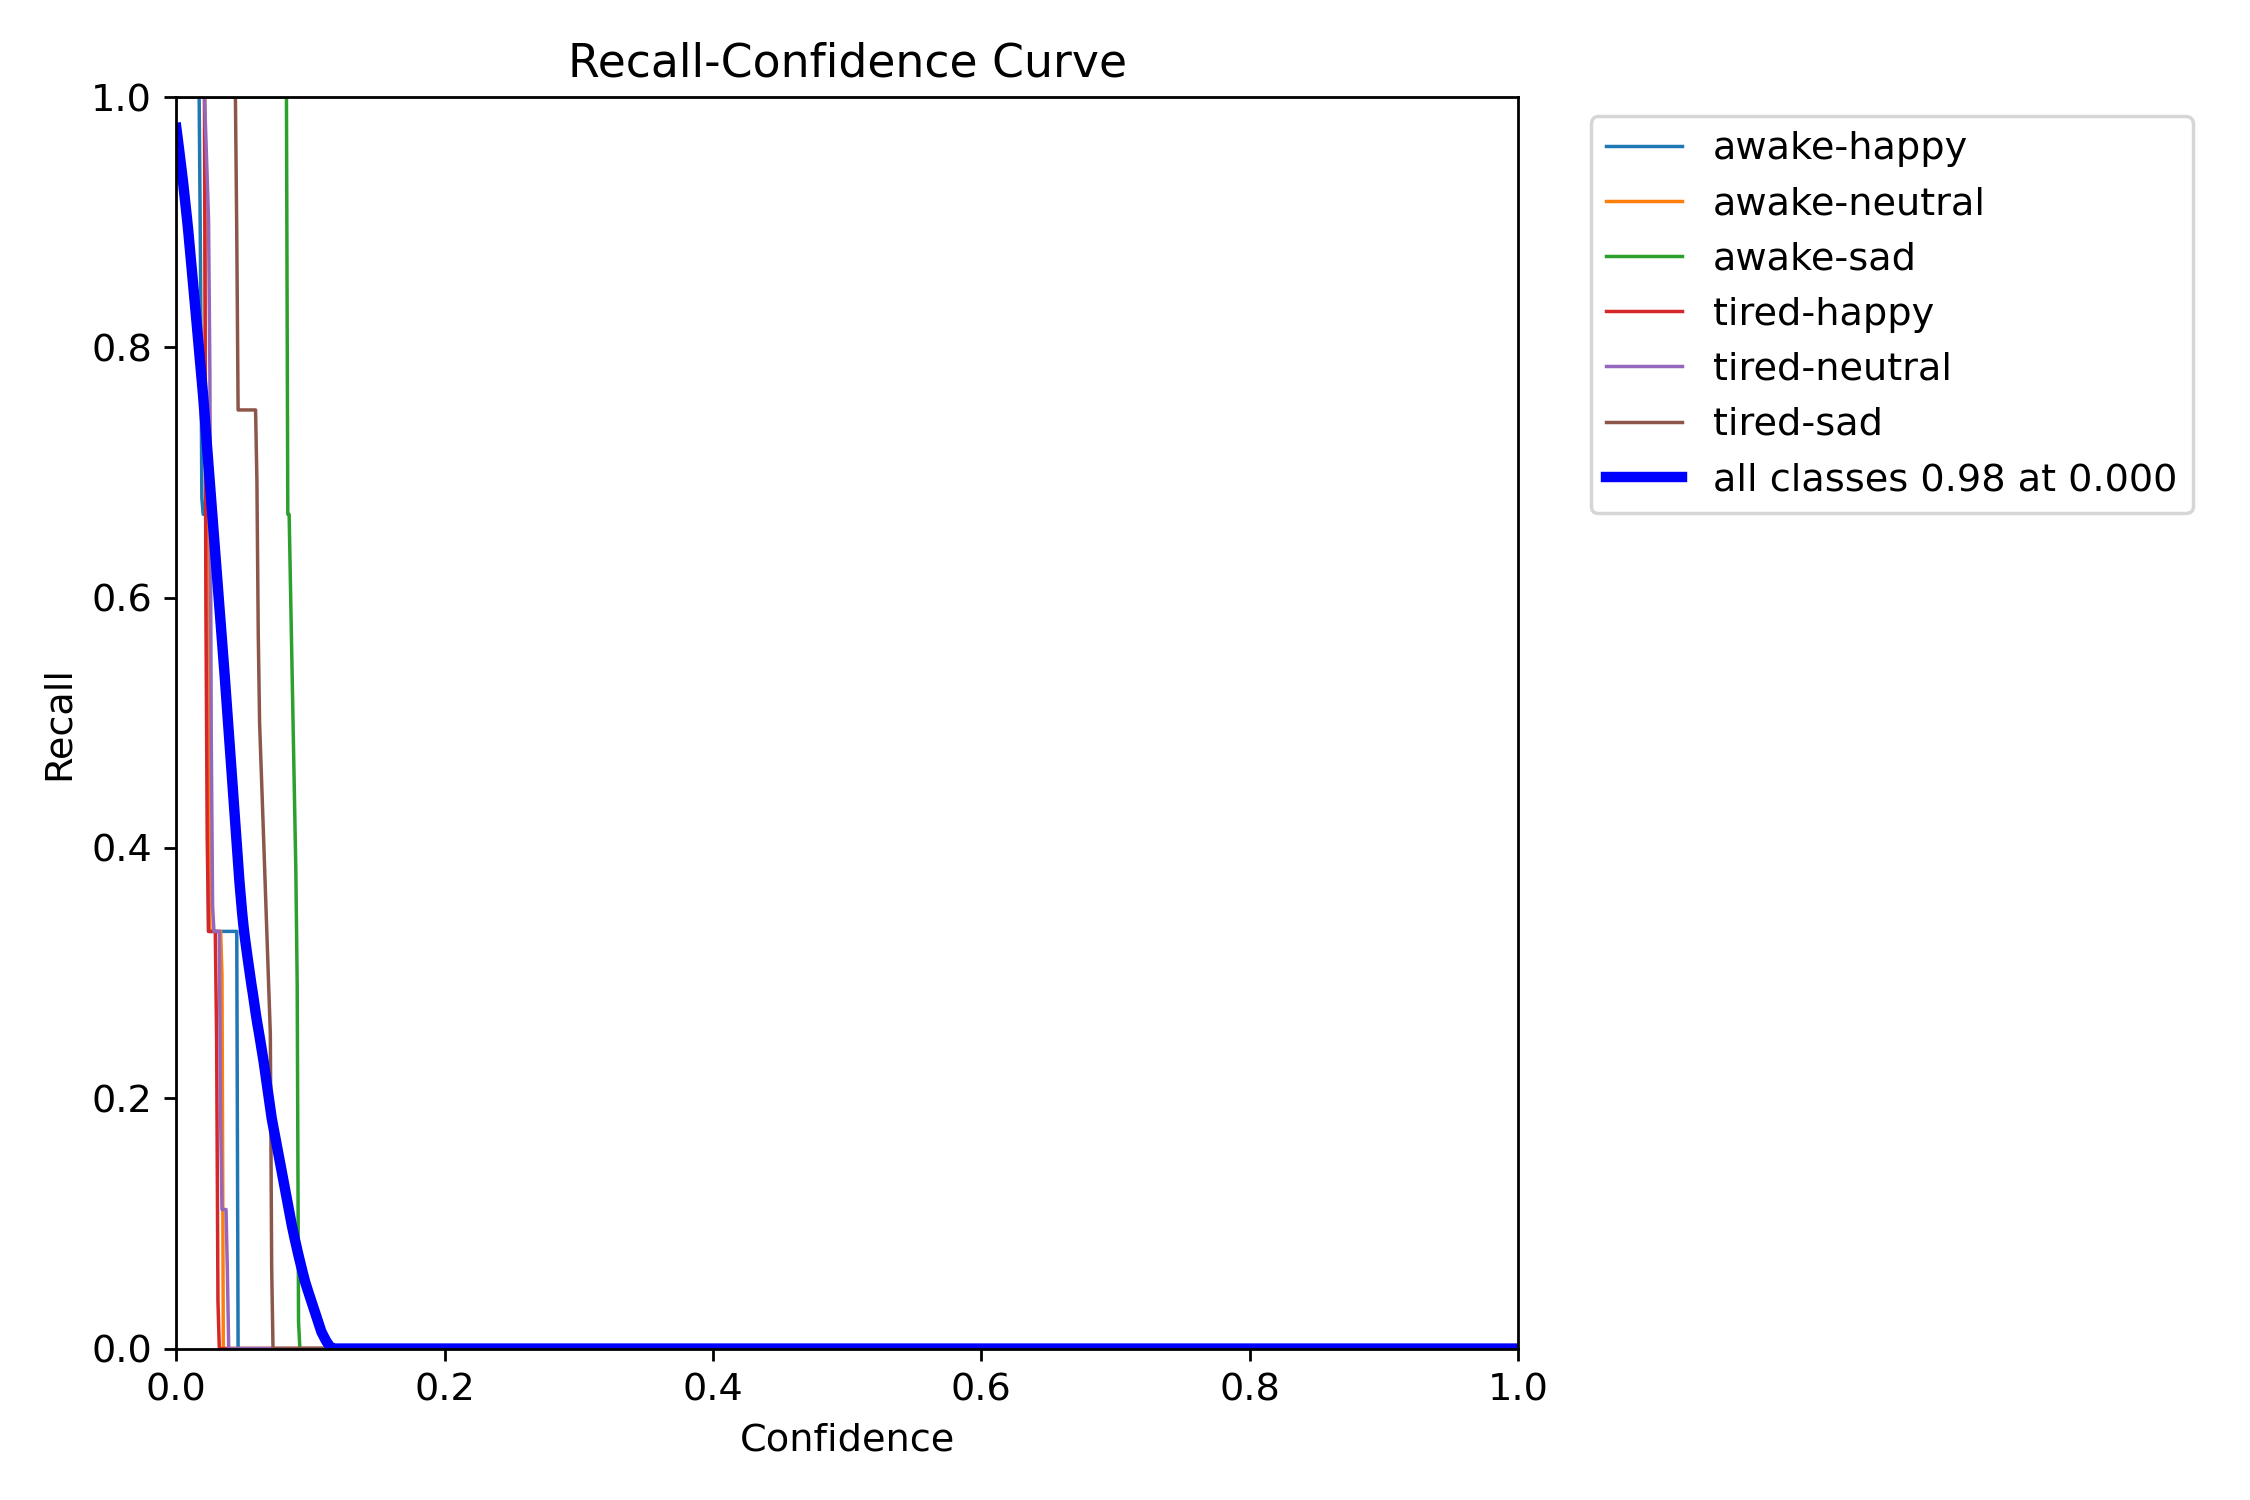 Recall-Confidence Curve
1.0
0.8
0.6
0.4
0.2
0.0
Recall
0.0 0.2 0.4 0.6 0.8 1.0
Confidence
awake-happy
awake-neutral
awake-sad
tired-happy
tired-neutral
tired-sad
all classes 0.98 at 0.000